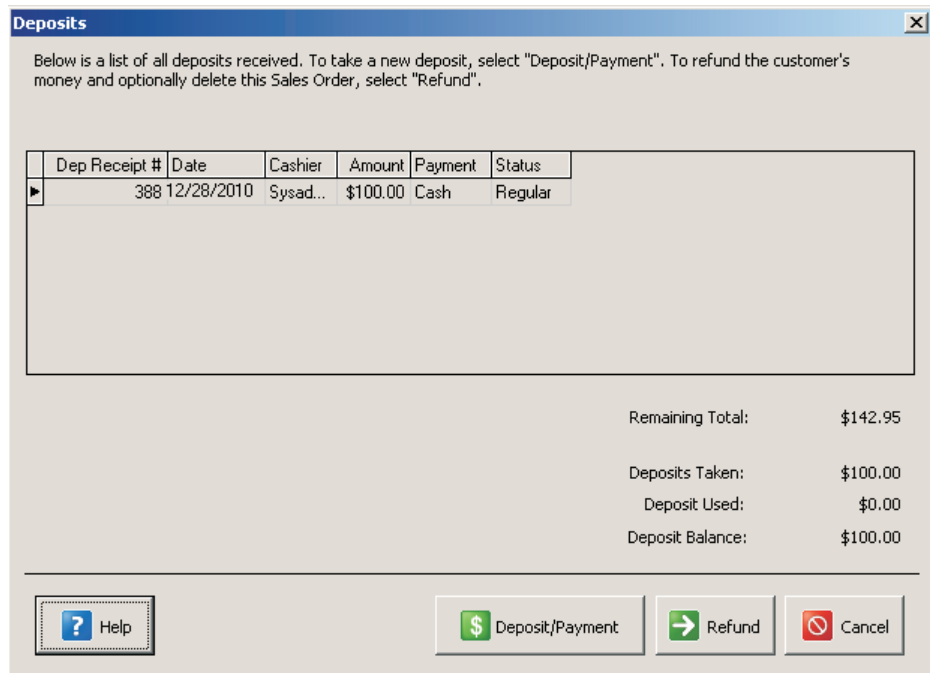 Deposits
Below is a list of all deposits received. To take a new deposit, select "Deposit/Payment". To refund the customer's
money and optionally delete this Sales Order, select "Refund".
Dep Receipt # Date Cashier Amount Payment Status
388 12/28/2010 Sysad... $100.00 Cash Regular
Remaining Total: $142.95
Deposits Taken: $100.00
Deposit Used: $0.00
Deposit Balance: $100.00
? Help $ Deposit/Payment Refund Cancel